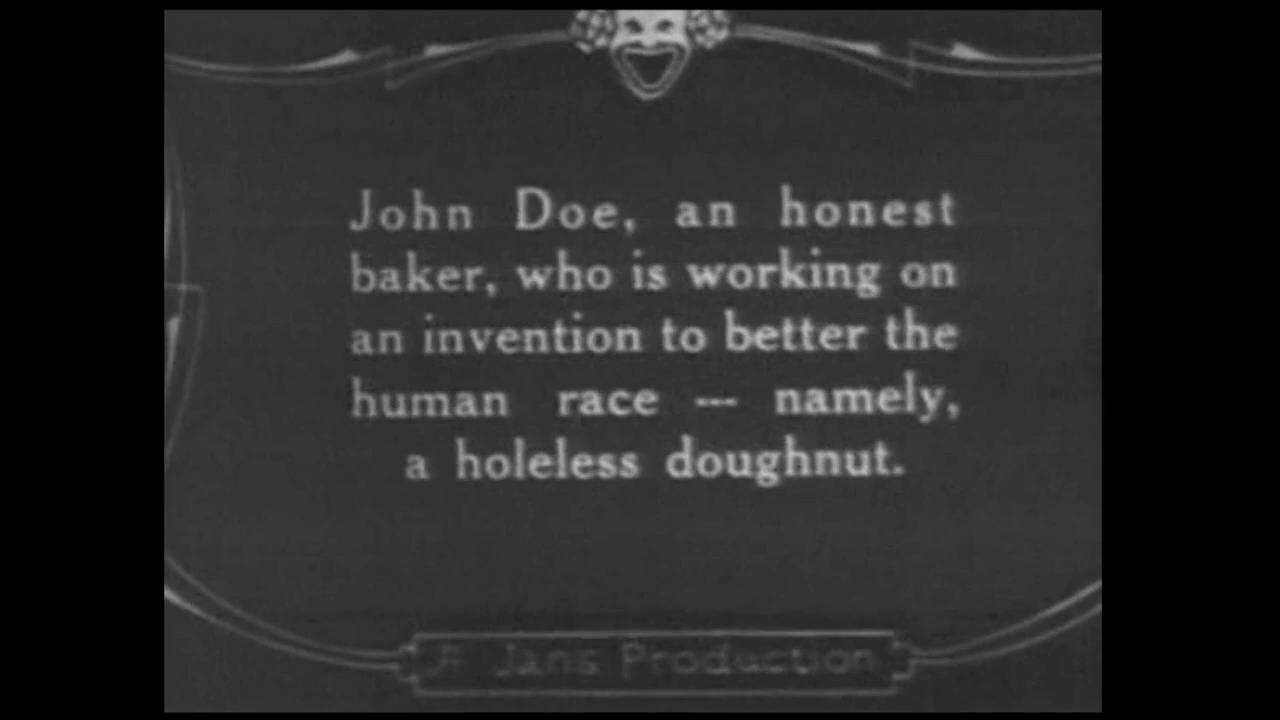 John Doe, an honest
baker, who is working on
an invention to better the
human race -- namely,
a holeless doughnut.
A Jans Production